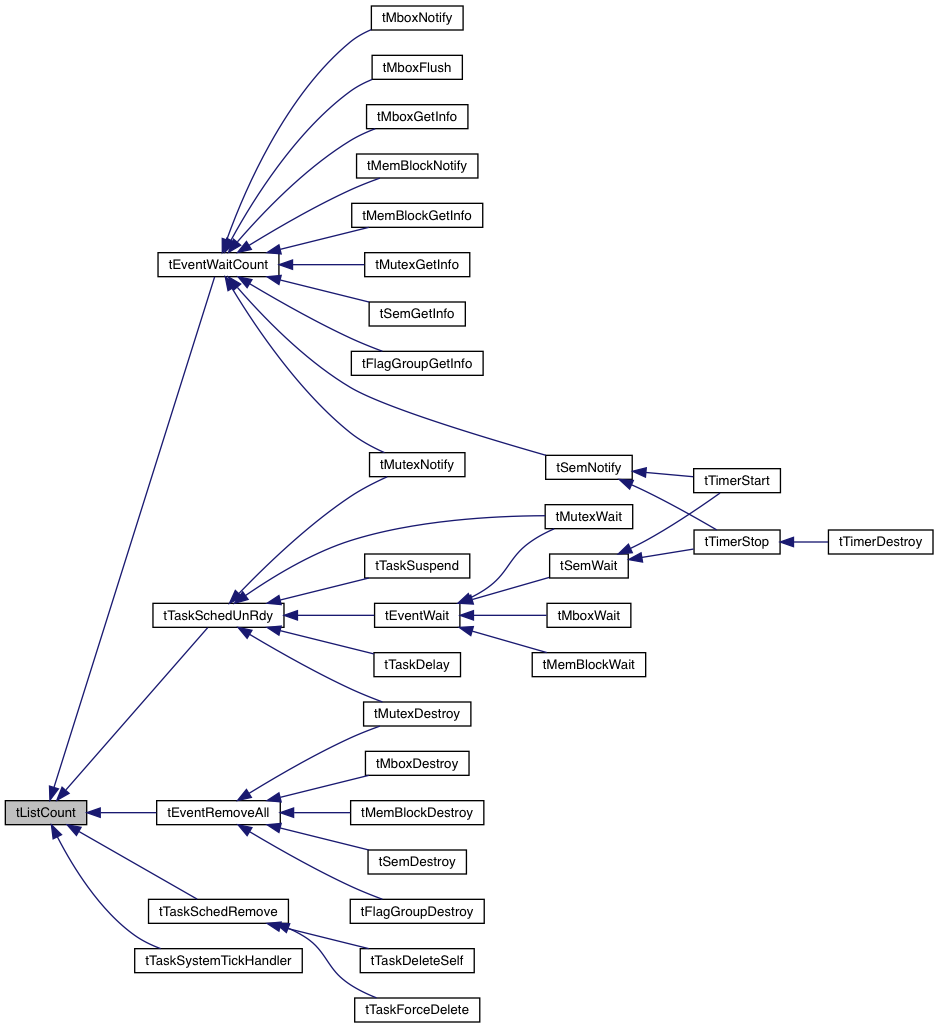 tMboxNotify
tMboxFlush
tMboxGetInfo
tMemBlockNotify
tMemBlockGetInfo
tEventWaitCount
tMutexGetInfo
tSemGetInfo
tFlagGroupGetInfo
tMutexNotify
tSemNotify
tTimerStart
tMutexWait
tTimerStop
tTimerDestroy
tTaskSuspend
tSemWait
tTaskSchedUnRdy
tEventWait
tMboxWait
tTaskDelay
tMemBlockWait
tMutexDestroy
tMboxDestroy
tListCount
tEventRemoveAll
tMemBlockDestroy
tSemDestroy
tTaskSchedRemove
tFlagGroupDestroy
tTaskSystemTickHandler
tTaskDeleteSelf
tTaskForceDelete